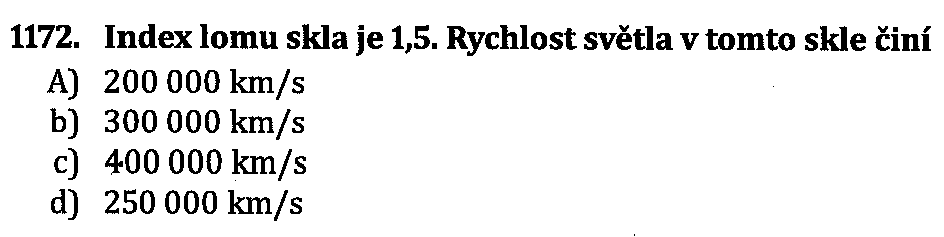 1172. Index lomu skla je 1,5. Rychlost světla v tomto skle činí
A) 200 000 km/s
b) 300 000 km/s
c) 400 000 km/s
d) 250 000 km/s